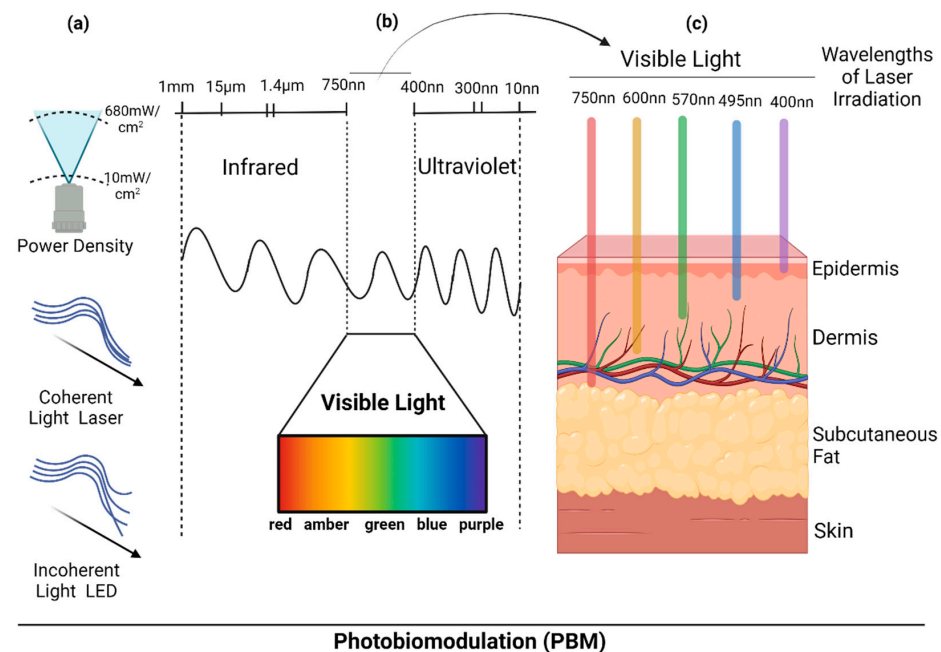 (a)
680mW/
cm²
10mW/
cm²
Power Density
Coherent
Light Laser
Incoherent
Light LED
(b)
1mm
15µm
1.4µm
750nn
400nn
300nn
10nn
Infrared
Ultraviolet
Visible Light
red amber green blue purple
(c)
Visible Light
Wavelengths
of Laser
Irradiation
750nn 600nn 570nn 495nn 400nn
Epidermis
Dermis
Subcutaneous
Fat
Skin
Photobiomodulation (PBM)